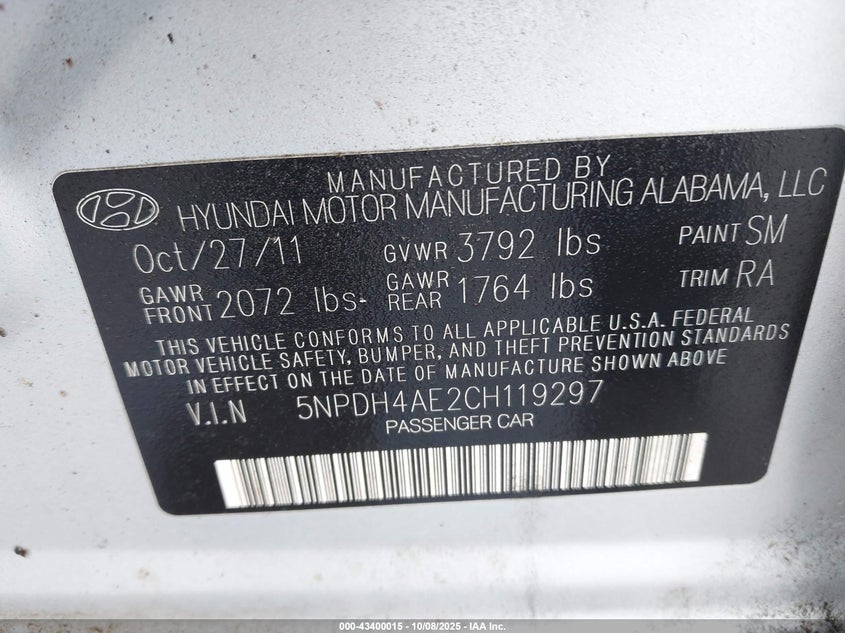 MANUFACTURED BY
HYUNDAI MOTOR MANUFACTURING ALABAMA, LLC
Oct/27/11 GVWR 3792 lbs PAINT SM
GAWR FRONT 2072 lbs- GAWR REAR 1764 lbs TRIM RA
THIS VEHICLE CONFORMS TO ALL APPLICABLE U.S.A. FEDERAL
MOTOR VEHICLE SAFETY, BUMPER, AND THEFT PREVENTION STANDARDS
IN EFFECT ON THE DATE OF MANUFACTURE SHOWN ABOVE
V.I.N 5NPDH4AE2CH119297
PASSENGER CAR
000-43400015 - 10/08/2025 - IAA Inc.